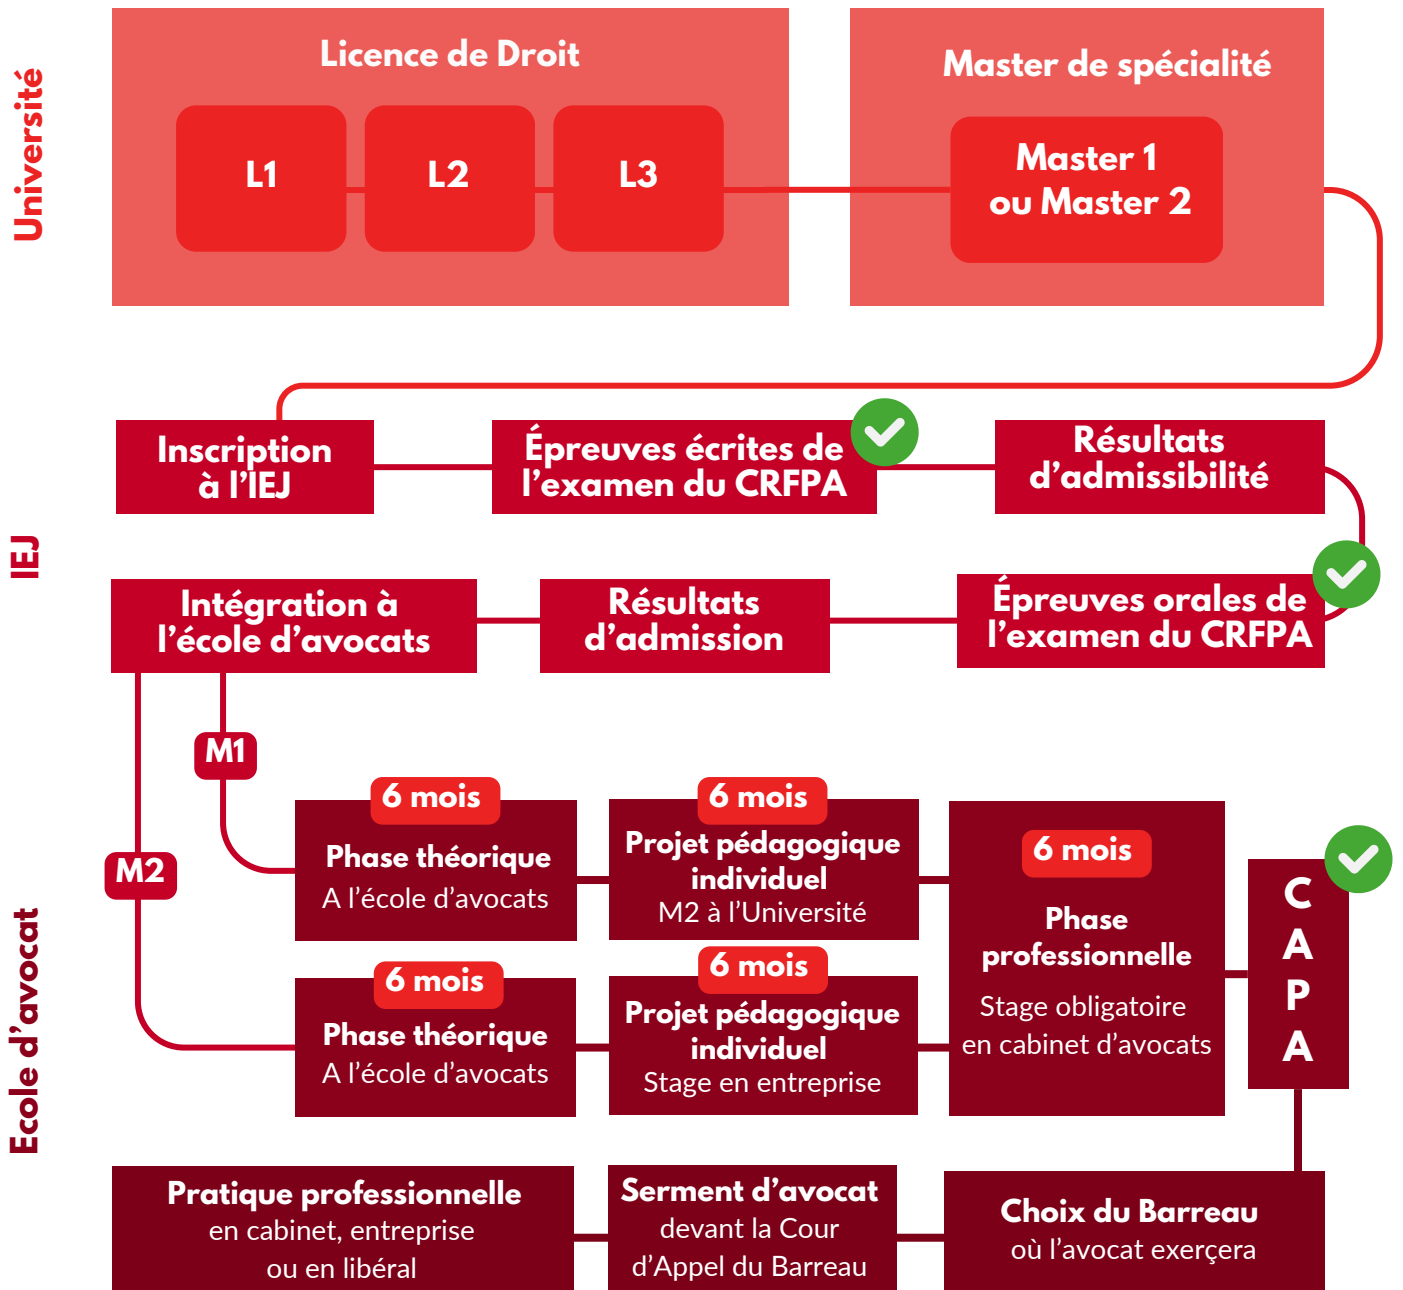 Université
Licence de Droit
L1
L2
L3
Master de spécialité
Master 1
ou Master 2
IEJ
Inscription
à l'IEJ
Épreuves écrites de
l'examen du CRFPA
Résultats
d'admissibilité
Épreuves orales de
l'examen du CRFPA
Résultats
d'admission
Intégration à
l'école d'avocats
Ecole d'avocat
M1
M2
6 mois
Phase théorique
A l'école d'avocats
6 mois
Projet pédagogique
individuel
M2 à l'Université
6 mois
Phase théorique
A l'école d'avocats
6 mois
Projet pédagogique
individuel
Stage en entreprise
6 mois
Phase
professionnelle
Stage obligatoire
en cabinet d'avocats
C
A
P
A
Choix du Barreau
où l'avocat exerçera
Serment d'avocat
devant la Cour
d'Appel du Barreau
Pratique professionnelle
en cabinet, entreprise
ou en libéral